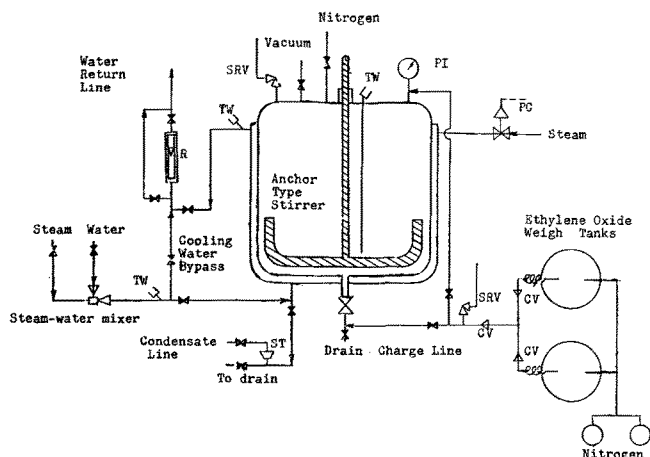 Nitrogen
Vacuum
Water
Return
Line
SRV
TW
PI
TW
PC
Steam
R
Anchor
Type
Stirrer
Ethylene Oxide
Weigh Tanks
Steam Water
Cooling
Water
Bypass
TW
SRV
CV
Steam-water mixer
CV
Condensate
Line
ST
Drain Charge Line
CV
To drain
Nitrogen